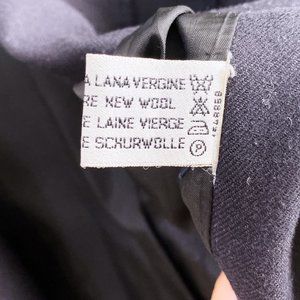 A LANA VERGINE
RE NEW WOOL
E LAINE VIERGE
E SCHURWOLLE
P